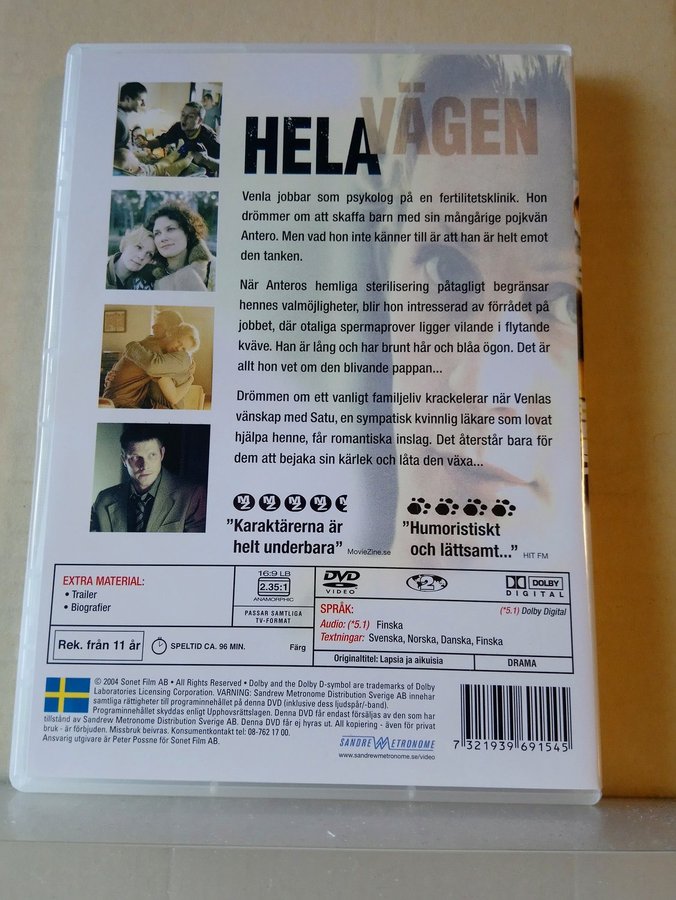 HELA VÄGEN
Venla jobbar som psykolog på en fertilitetsklinik. Hon
drömmer om att skaffa barn med sin mångårige pojkvän
Antero. Men vad hon inte känner till är att han är helt emot
den tanken.
När Anteros hemliga sterilisering påtagligt begränsar
hennes valmöjligheter, blir hon intresserad av förrådet på
jobbet, där otaliga spermaprover ligger vilande i flytande
kväve. Han är lång och har brunt hår och blåa ögon. Det är
allt hon vet om den blivande pappan...
Drömmen om ett vanligt familjeliv krackelerar när Venlas
vänskap med Satu, en sympatisk kvinnlig läkare som lovat
hjälpa henne, får romantiska inslag. Det återstår bara för
dem att bejaka sin kärlek och låta den växa...
MZ MZ MZ MZ MZ
”Karaktärerna är
helt underbara” MovieZine.se
”Humoristiskt
och lättsamt...” HIT FM
EXTRA MATERIAL:
• Trailer
• Biografier
16:9 LB
2.35:1
ANAMORPHIC
PASSAR SAMTLIGA
TV-FORMAT
DVD
VIDEO
2
DOLBY
DIGITAL
SPRÅK: (*5.1) Dolby Digital
Audio: (*5.1) Finska
Textningar: Svenska, Norska, Danska, Finska
Rek. från 11 år
SPELTID CA. 96 MIN. Färg
Originaltitel: Lapsia ja aikuisia
DRAMA
© 2004 Sonet Film AB • All Rights Reserved • Dolby and the Dolby D-symbol are trademarks of Dolby
Laboratories Licensing Corporation. VARNING: Sandrew Metronome Distribution Sverige AB innehar
samtliga rättigheter till programinnehållet på denna DVD (inklusive dess ljudspår/-band).
Programinnehållet skyddas enligt Upphovsrättslagen. Denna DVD får endast försäljas av den som har
tillstånd av Sandrew Metronome Distribution Sverige AB. Denna DVD får ej hyras ut. All kopiering - även för privat
bruk - är förbjuden. Missbruk beivras. Konsumentkontakt tel: 08-762 17 00.
Ansvarig utgivare är Peter Possne för Sonet Film AB.
SANDREW METRONOME
www.sandrewmetronome.se/video
7 321939 691545